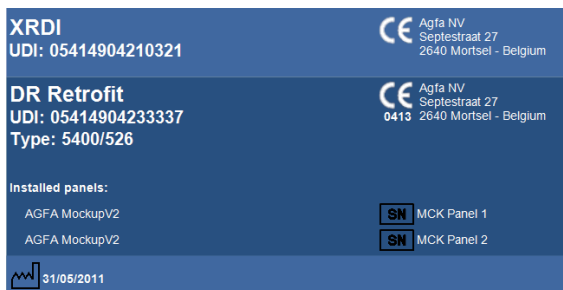 XRDI
UDI: 05414904210321
CE Agfa NV
Septestraat 27
2640 Mortsel - Belgium
DR Retrofit
UDI: 05414904233337
Type: 5400/526
CE Agfa NV
Septestraat 27
0413 2640 Mortsel - Belgium
Installed panels:
AGFA MockupV2 SN MCK Panel 1
AGFA MockupV2 SN MCK Panel 2
31/05/2011